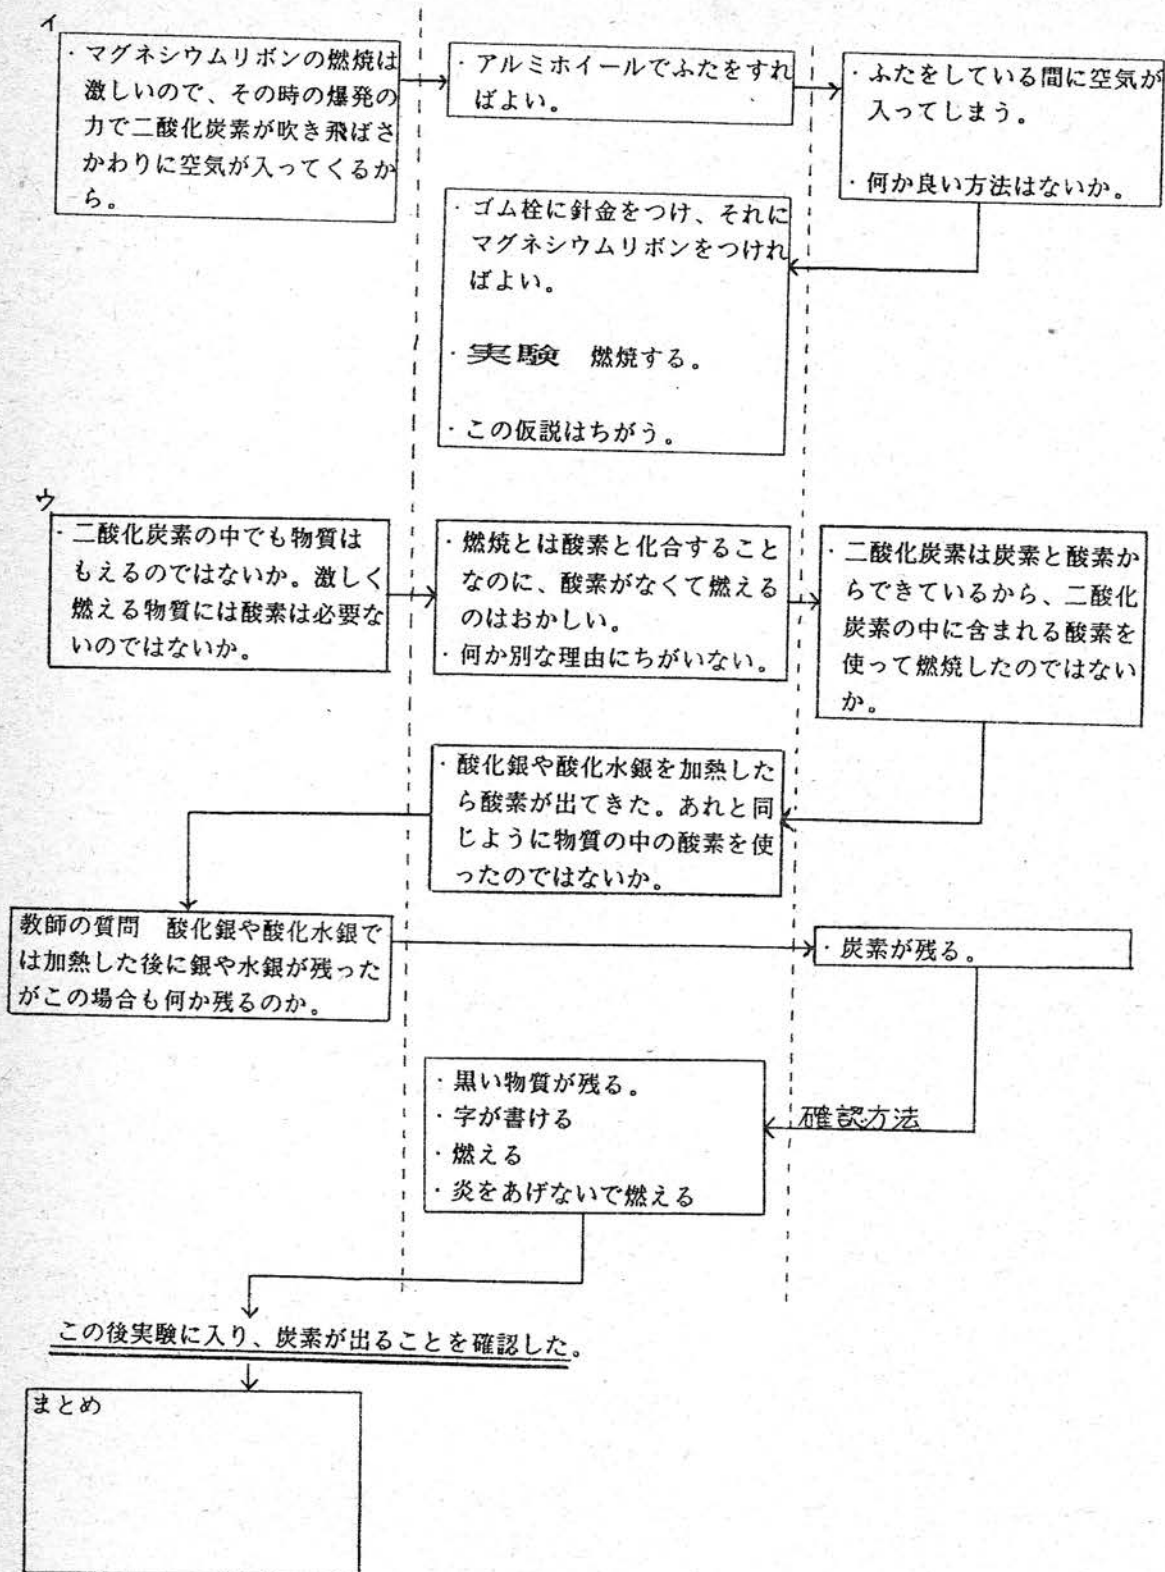 イ
・マグネシウムリボンの燃焼は
激しいので、その時の爆発の
力で二酸化炭素が吹き飛ばさ
かわりに空気が入ってくるか
ら。
・アルミホイールでふたをすれ
ばよい。
・ふたをしている間に空気が
入ってしまう。
・何か良い方法はないか。
・ゴム栓に針金をつけ、それに
マグネシウムリボンをつけれ
ばよい。
・実験 燃焼する。
・この仮説はちがう。
ウ
・二酸化炭素の中でも物質は
もえるのではないか。激しく
燃える物質には酸素は必要な
いのではないか。
・燃焼とは酸素と化合すること
なのに、酸素がなくて燃える
のはおかしい。
・何か別な理由にちがいない。
・二酸化炭素は炭素と酸素か
らできているから、二酸化
炭素の中に含まれる酸素を
使って燃焼したのではない
か。
・酸化銀や酸化水銀を加熱した
ら酸素が出てきた。あれと同
じように物質の中の酸素を使
ったのではないか。
教師の質問 酸化銀や酸化水銀で
は加熱した後に銀や水銀が残った
がこの場合も何か残るのか。
・炭素が残る。
確認方法
・黒い物質が残る。
・字が書ける
・燃える
・炎をあげないで燃える
この後実験に入り、炭素が出ることを確認した。
まとめ